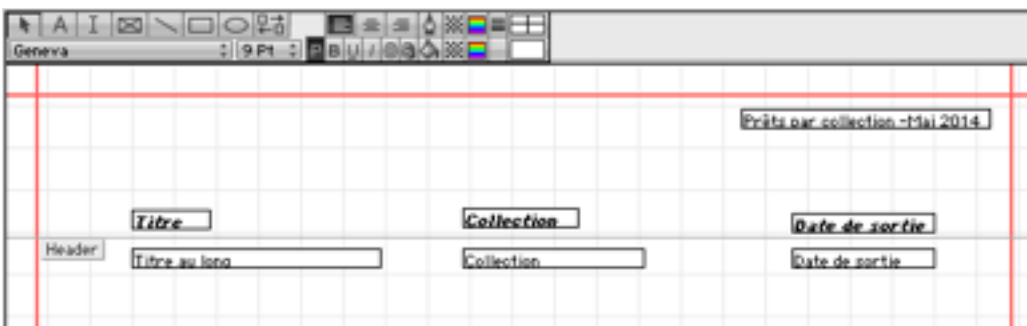 A I
Geneva 9 Pt P B U I
Prêts par collection -Mai 2014
Titre Collection Date de sortie
Header
Titre au long Collection Date de sortie